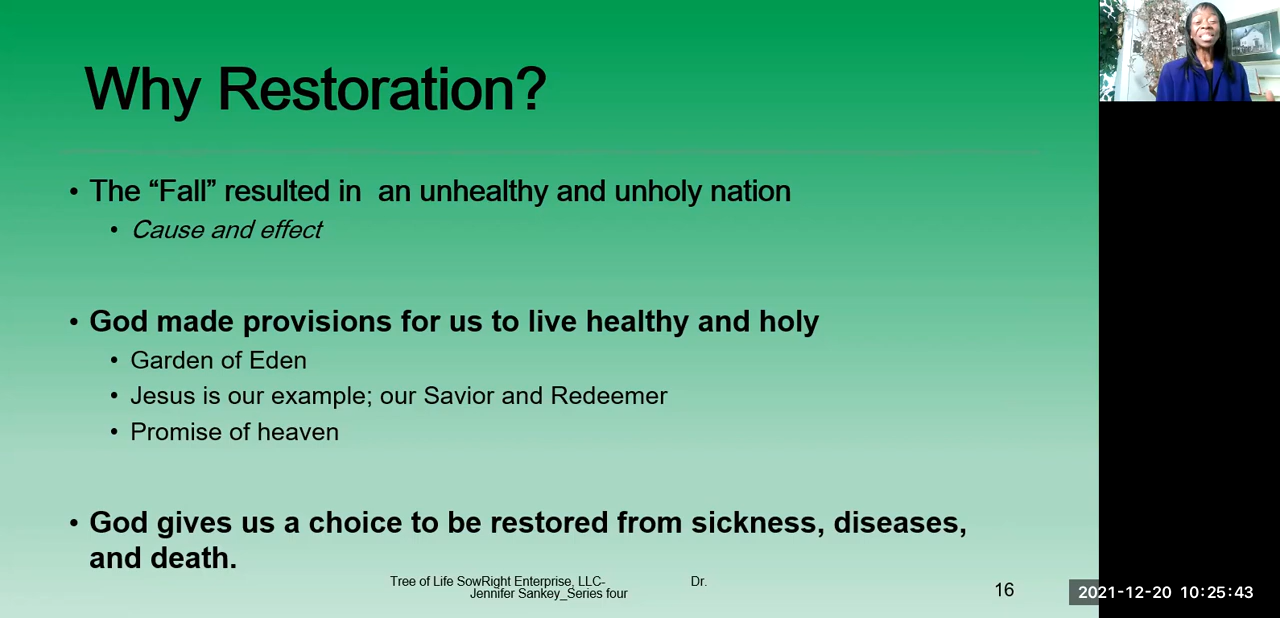 Why Restoration?
• The “Fall” resulted in  an unhealthy and unholy nation
• Cause and effect
• God made provisions for us to live healthy and holy
• Garden of Eden
• Jesus is our example; our Savior and Redeemer
• Promise of heaven
• God gives us a choice to be restored from sickness, diseases,
and death.
Tree of Life SowRight Enterprise, LLC- Dr.
Jennifer Sankey_Series four
16
2021-12-20 10:25:43